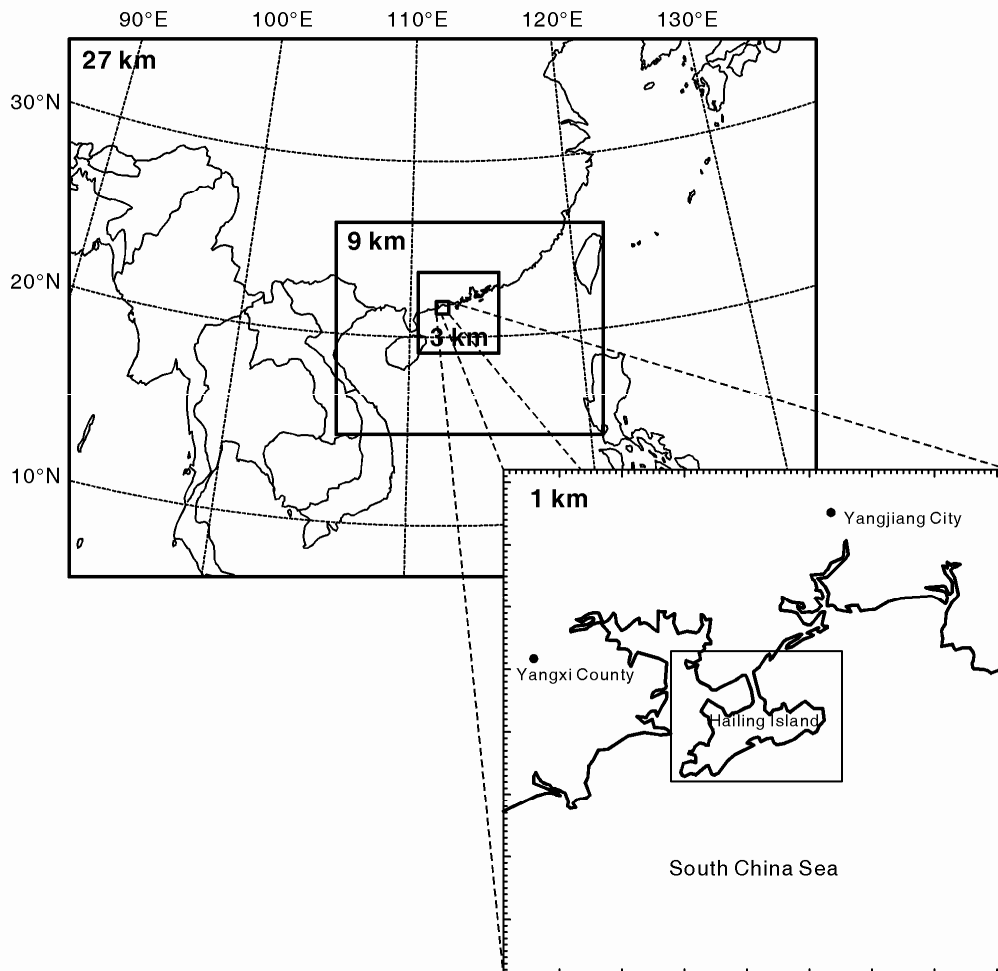 90°E 100°E 110°E 120°E 130°E
27 km
30°N
9 km
20°N
3 km
10°N
1 km
Yangjiang City
Yangxi County
Hailing Island
South China Sea